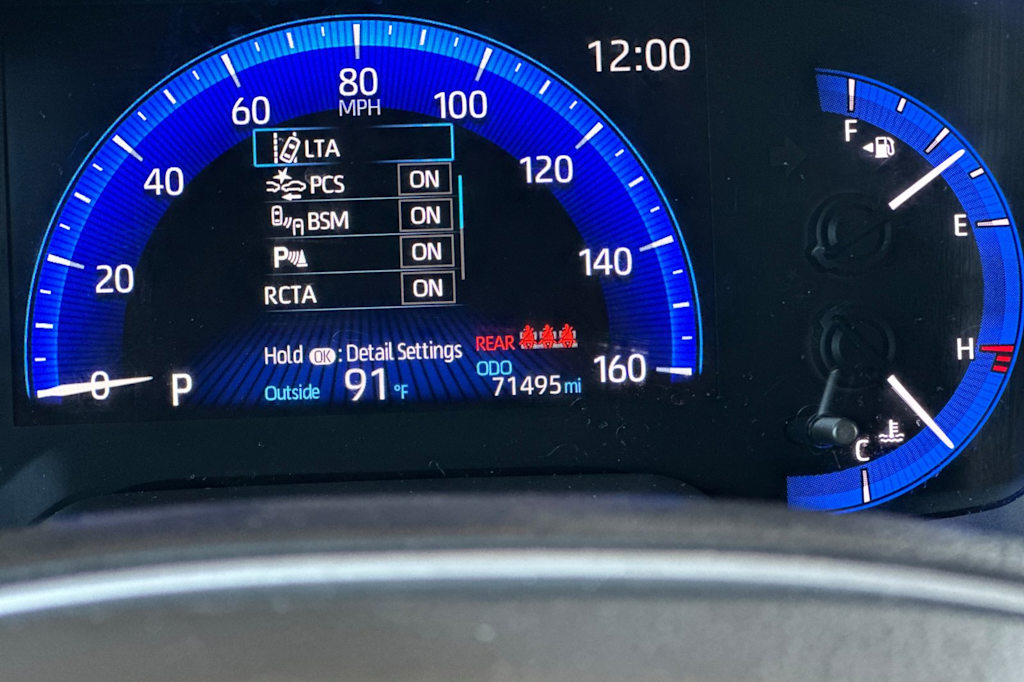 12:00
80
MPH
60
100
40
120
20
140
0
160
LTA
PCS ON
BSM ON
P ON
RCTA ON
Hold OK : Detail Settings
REAR
Outside 91 °F
ODO
71495 mi
P
F
E
H
C